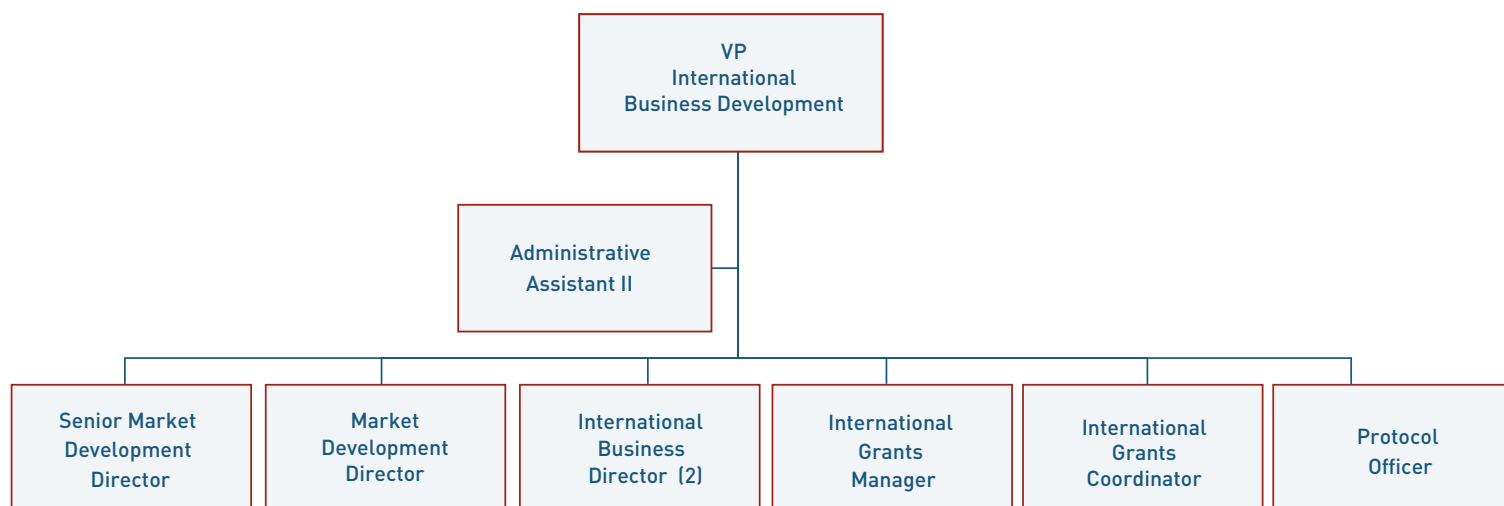 VP
International
Business Development
Administrative
Assistant II
Senior Market
Development
Director
Market
Development
Director
International
Business
Director (2)
International
Grants
Manager
International
Grants
Coordinator
Protocol
Officer